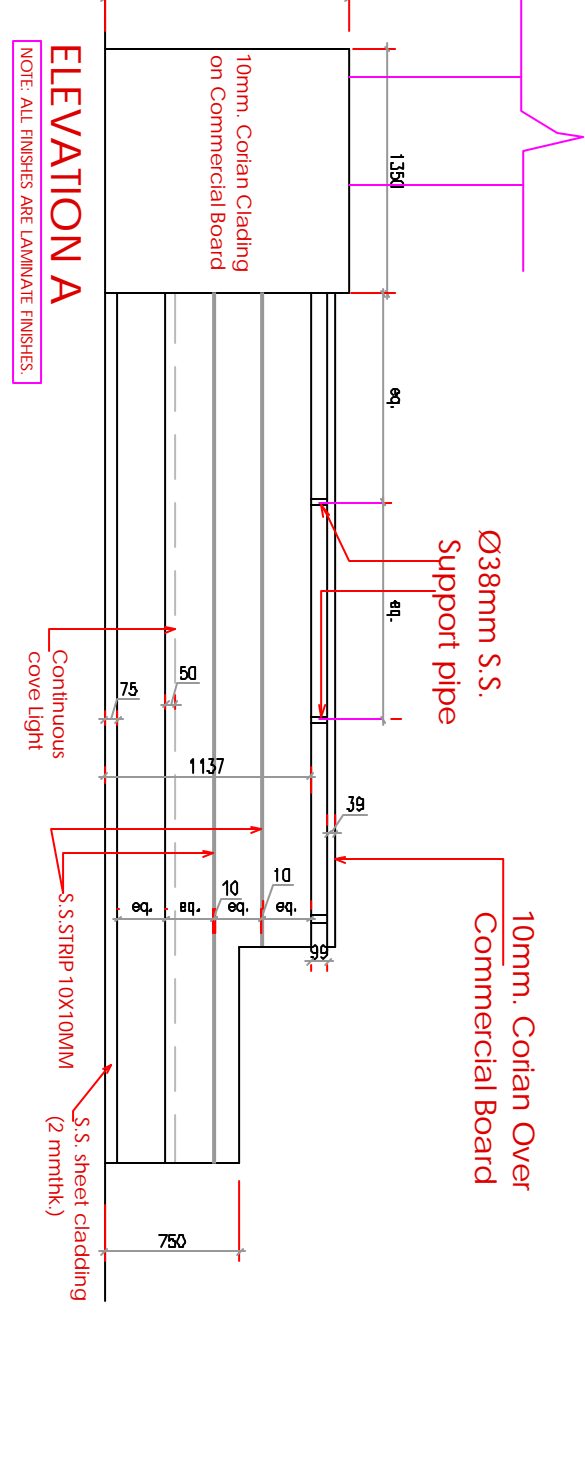 10mm. Corian Over
Commercial Board
Ø38mm S.S.
Support pipe
1350
eq.
eq.
39
10mm. Corian Clading
on Commercial Board
99
1137
50
75
10
10
eq.
eq.
eq.
eq.
750
Continuous
cove Light
S.S.STRIP 10X10MM
S.S. sheet cladding
(2 mmthk.)
ELEVATION A
NOTE: ALL FINISHES ARE LAMINATE FINISHES.